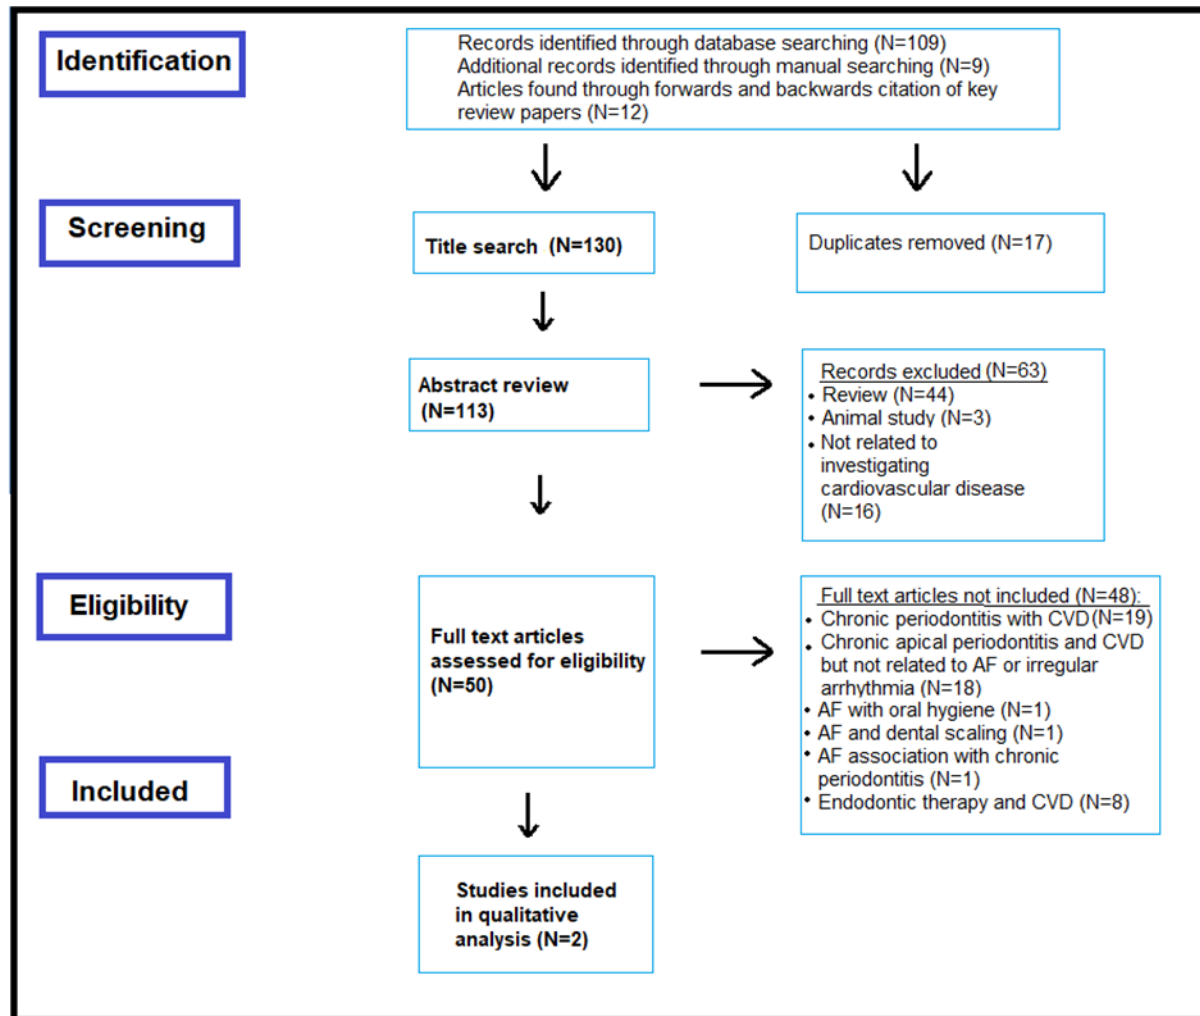 Identification
Records identified through database searching (N=109)
Additional records identified through manual searching (N=9)
Articles found through forwards and backwards citation of key
review papers (N=12)
Screening
Title search (N=130)
Duplicates removed (N=17)
Abstract review
(N=113)
Records excluded (N=63)
• Review (N=44)
• Animal study (N=3)
• Not related to
investigating
cardiovascular disease
(N=16)
Eligibility
Full text articles
assessed for eligibility
(N=50)
Full text articles not included (N=48):
• Chronic periodontitis with CVD (N=19)
• Chronic apical periodontitis and CVD
but not related to AF or irregular
arrhythmia (N=18)
• AF with oral hygiene (N=1)
• AF and dental scaling (N=1)
• AF association with chronic
periodontitis (N=1)
• Endodontic therapy and CVD (N=8)
Included
Studies included
in qualitative
analysis (N=2)